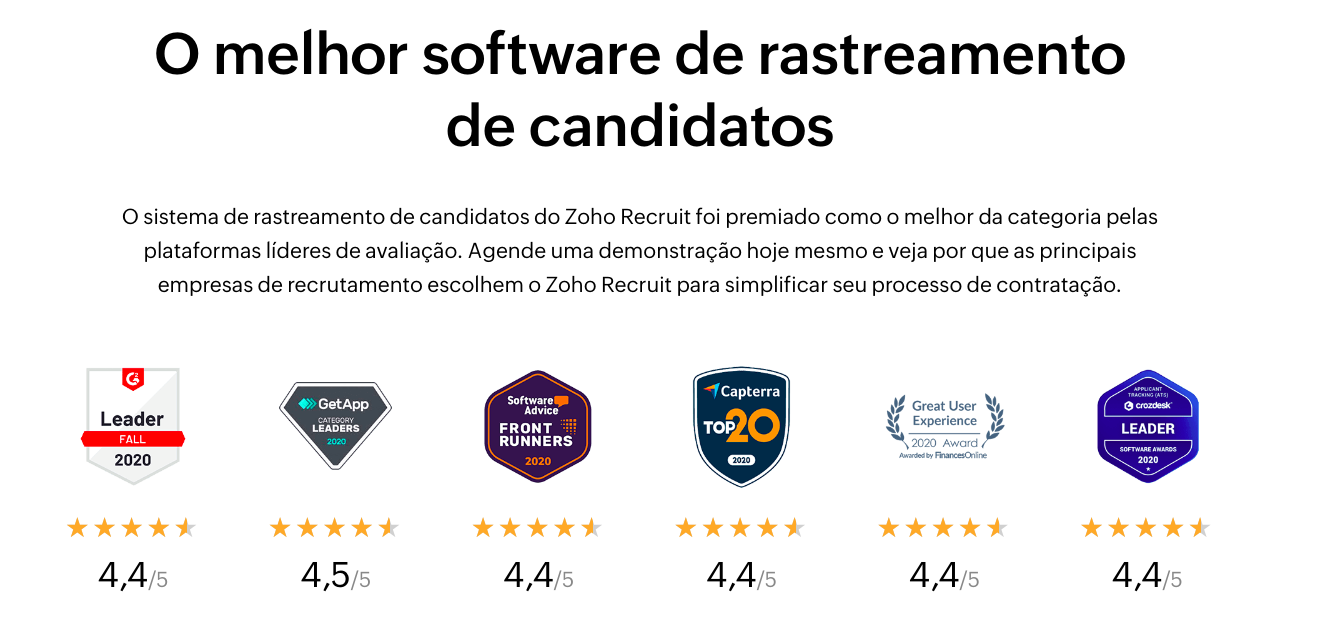 O melhor software de rastreamento
de candidatos
O sistema de rastreamento de candidatos do Zoho Recruit foi premiado como o melhor da categoria pelas
plataformas líderes de avaliação. Agende uma demonstração hoje mesmo e veja por que as principais
empresas de recrutamento escolhem o Zoho Recruit para simplificar seu processo de contratação.
G2
Leader
FALL
2020
GetApp
CATEGORY
LEADERS
2020
Software
Advice
FRONT
RUNNERS
2020
Capterra
TOP20
2020
Great User
Experience
2020 Award
Awarded by FinancesOnline
APPLICANT
TRACKING (ATS)
crozdesk
LEADER
SOFTWARE AWARDS
2020
4,4/5
4,5/5
4,4/5
4,4/5
4,4/5
4,4/5